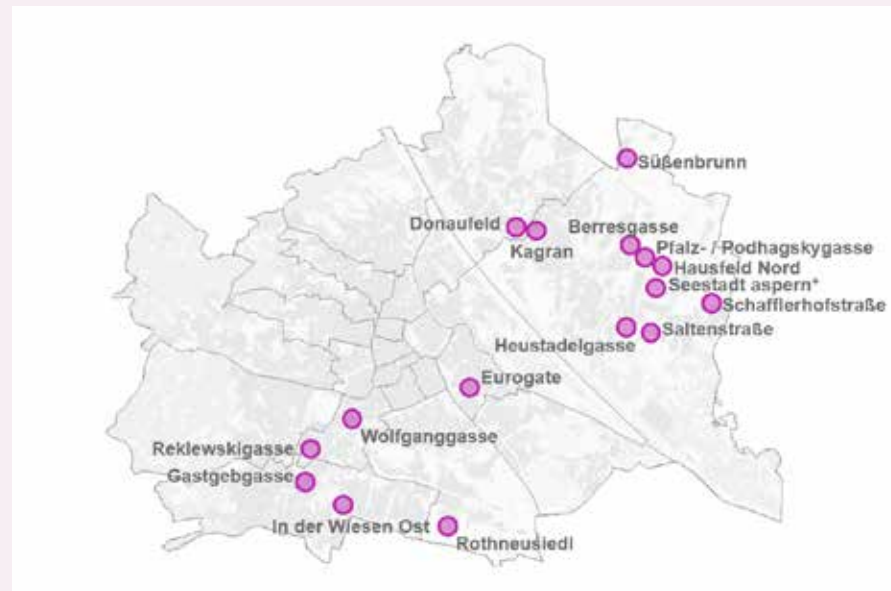 Süßenbrunn
Donaufeld
Kagran
Berresgasse
Pfalz- / Podhagskygasse
Hausfeld Nord
Seestadt aspern*
Schafflerhofstraße
Saltenstraße
Heustadelgasse
Eurogate
Wolfganggasse
Reklewskigasse
Gastgebgasse
In der Wiesen Ost
Rothneusiedl